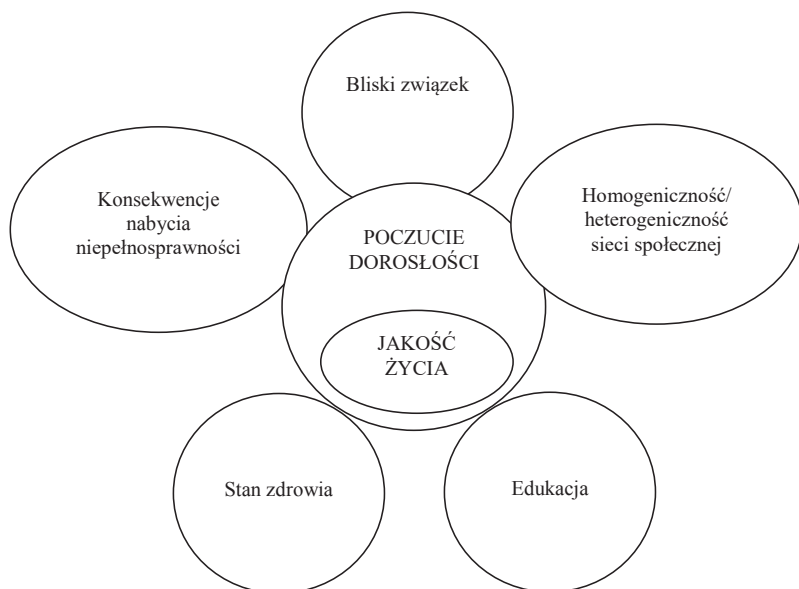 Bliski związek
Konsekwencje
nabycia
niepełnosprawności
Homogeniczność/
heterogeniczność
sieci społecznej
POCZUCIE
DOROSŁOŚCI
JAKOŚĆ
ŻYCIA
Stan zdrowia
Edukacja